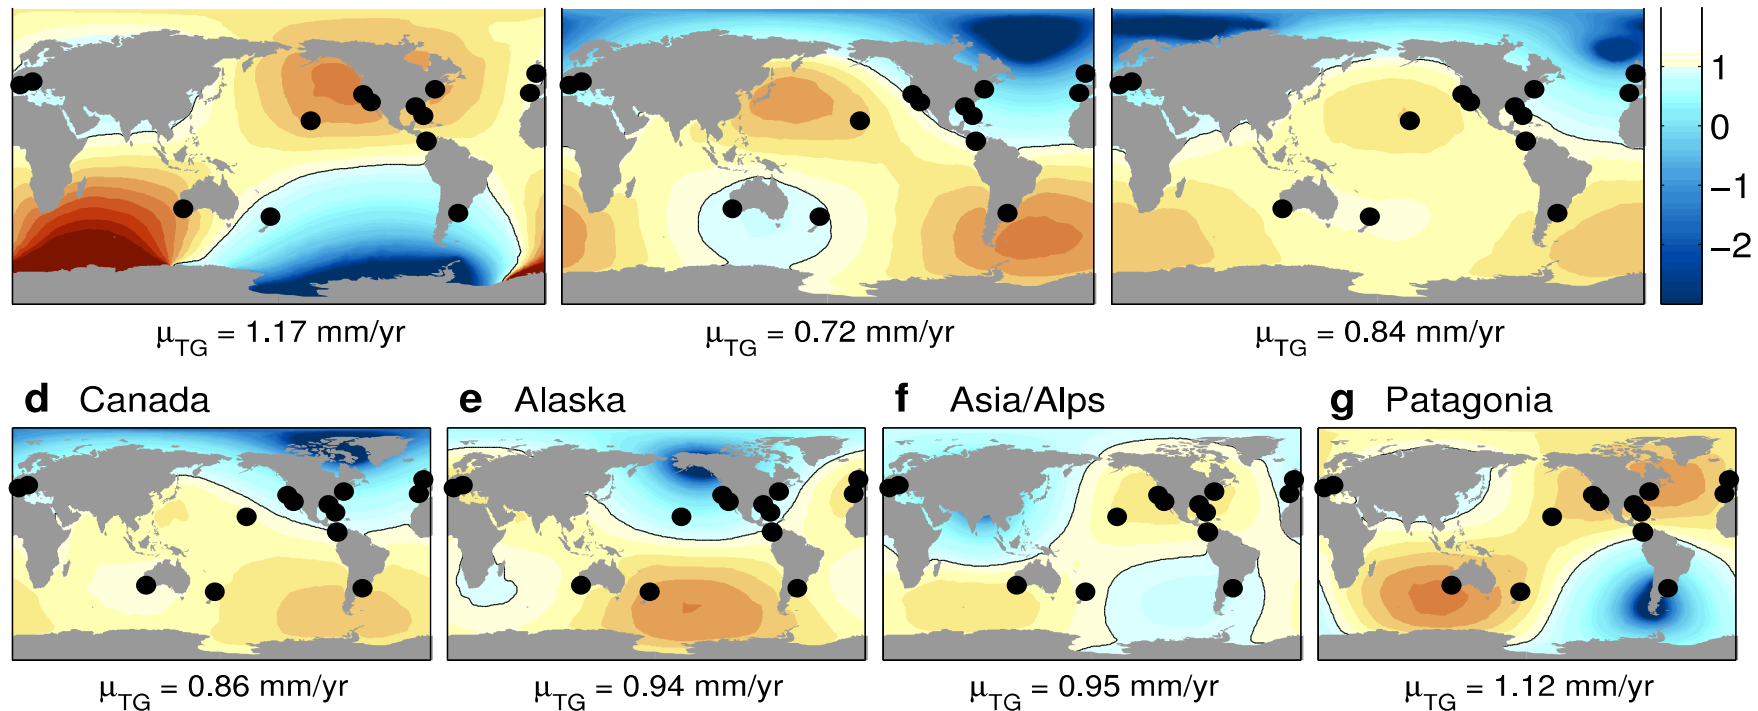 1
0
−1
−2
μTG = 1.17 mm/yr
μTG = 0.72 mm/yr
μTG = 0.84 mm/yr
d Canada
e Alaska
f Asia/Alps
g Patagonia
μTG = 0.86 mm/yr
μTG = 0.94 mm/yr
μTG = 0.95 mm/yr
μTG = 1.12 mm/yr